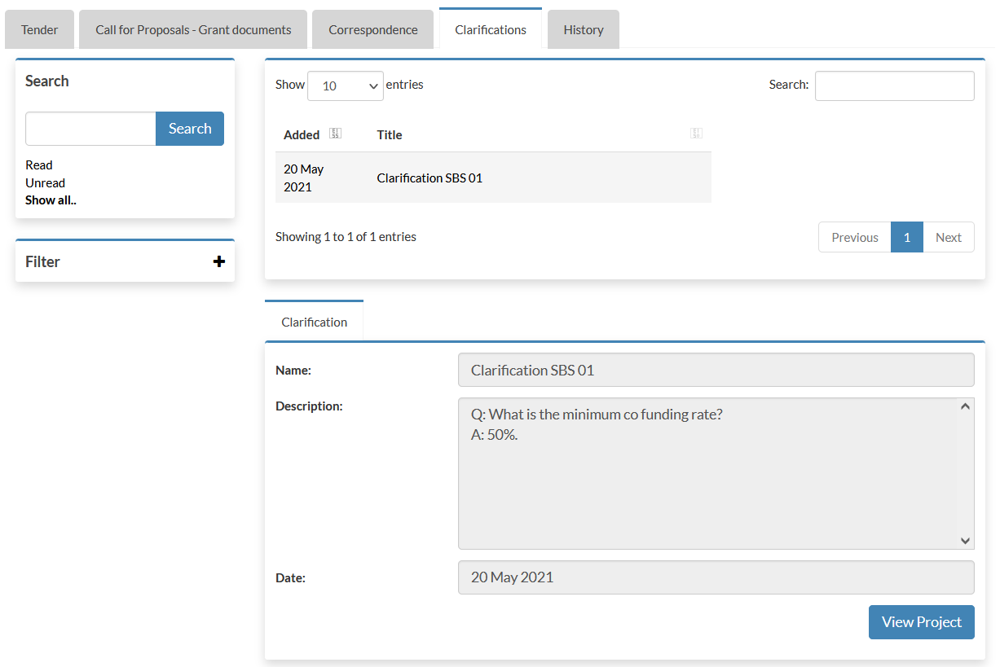 Tender
Call for Proposals - Grant documents
Correspondence
Clarifications
History
Search
Search
Read
Unread
Show all..
Filter
Show 10 entries
Search:
Added
Title
20 May
2021
Clarification SBS 01
Showing 1 to 1 of 1 entries
Previous 1 Next
Clarification
Name:
Clarification SBS 01
Description:
Q: What is the minimum co funding rate?
A: 50%.
Date:
20 May 2021
View Project